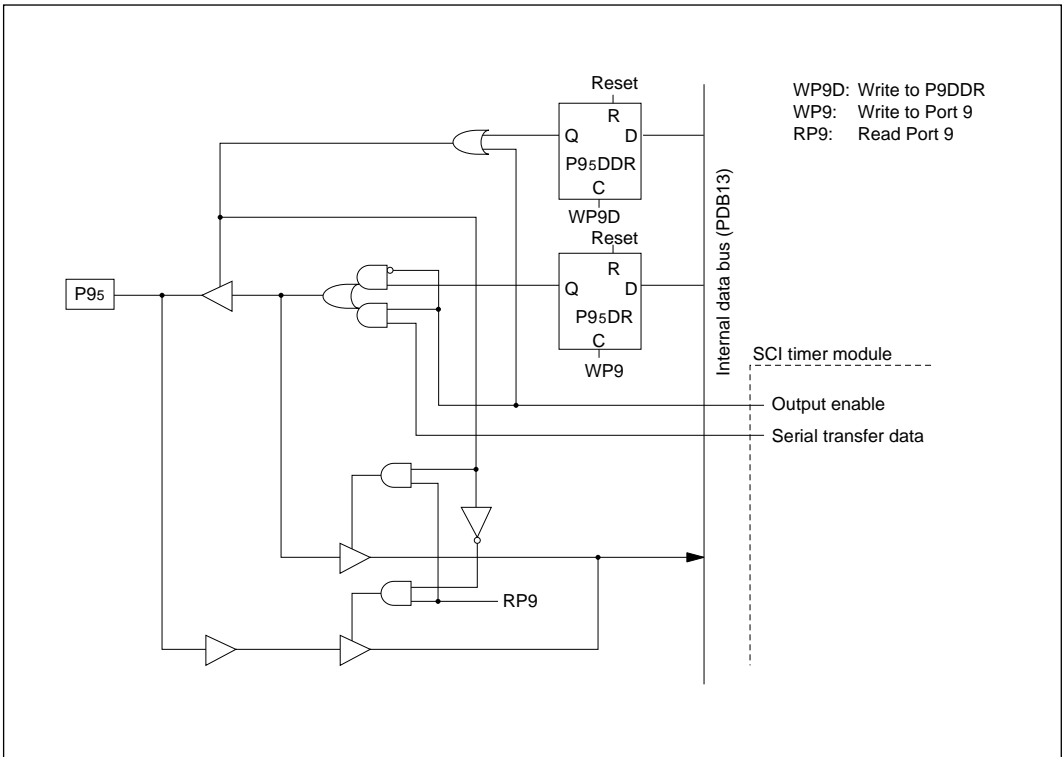 Reset
R
Q D
P95DDR
C
WP9D
Reset
R
Q D
P95DR
C
WP9
P95
Internal data bus (PDB13)
WP9D: Write to P9DDR
WP9: Write to Port 9
RP9: Read Port 9
SCI timer module
Output enable
Serial transfer data
RP9